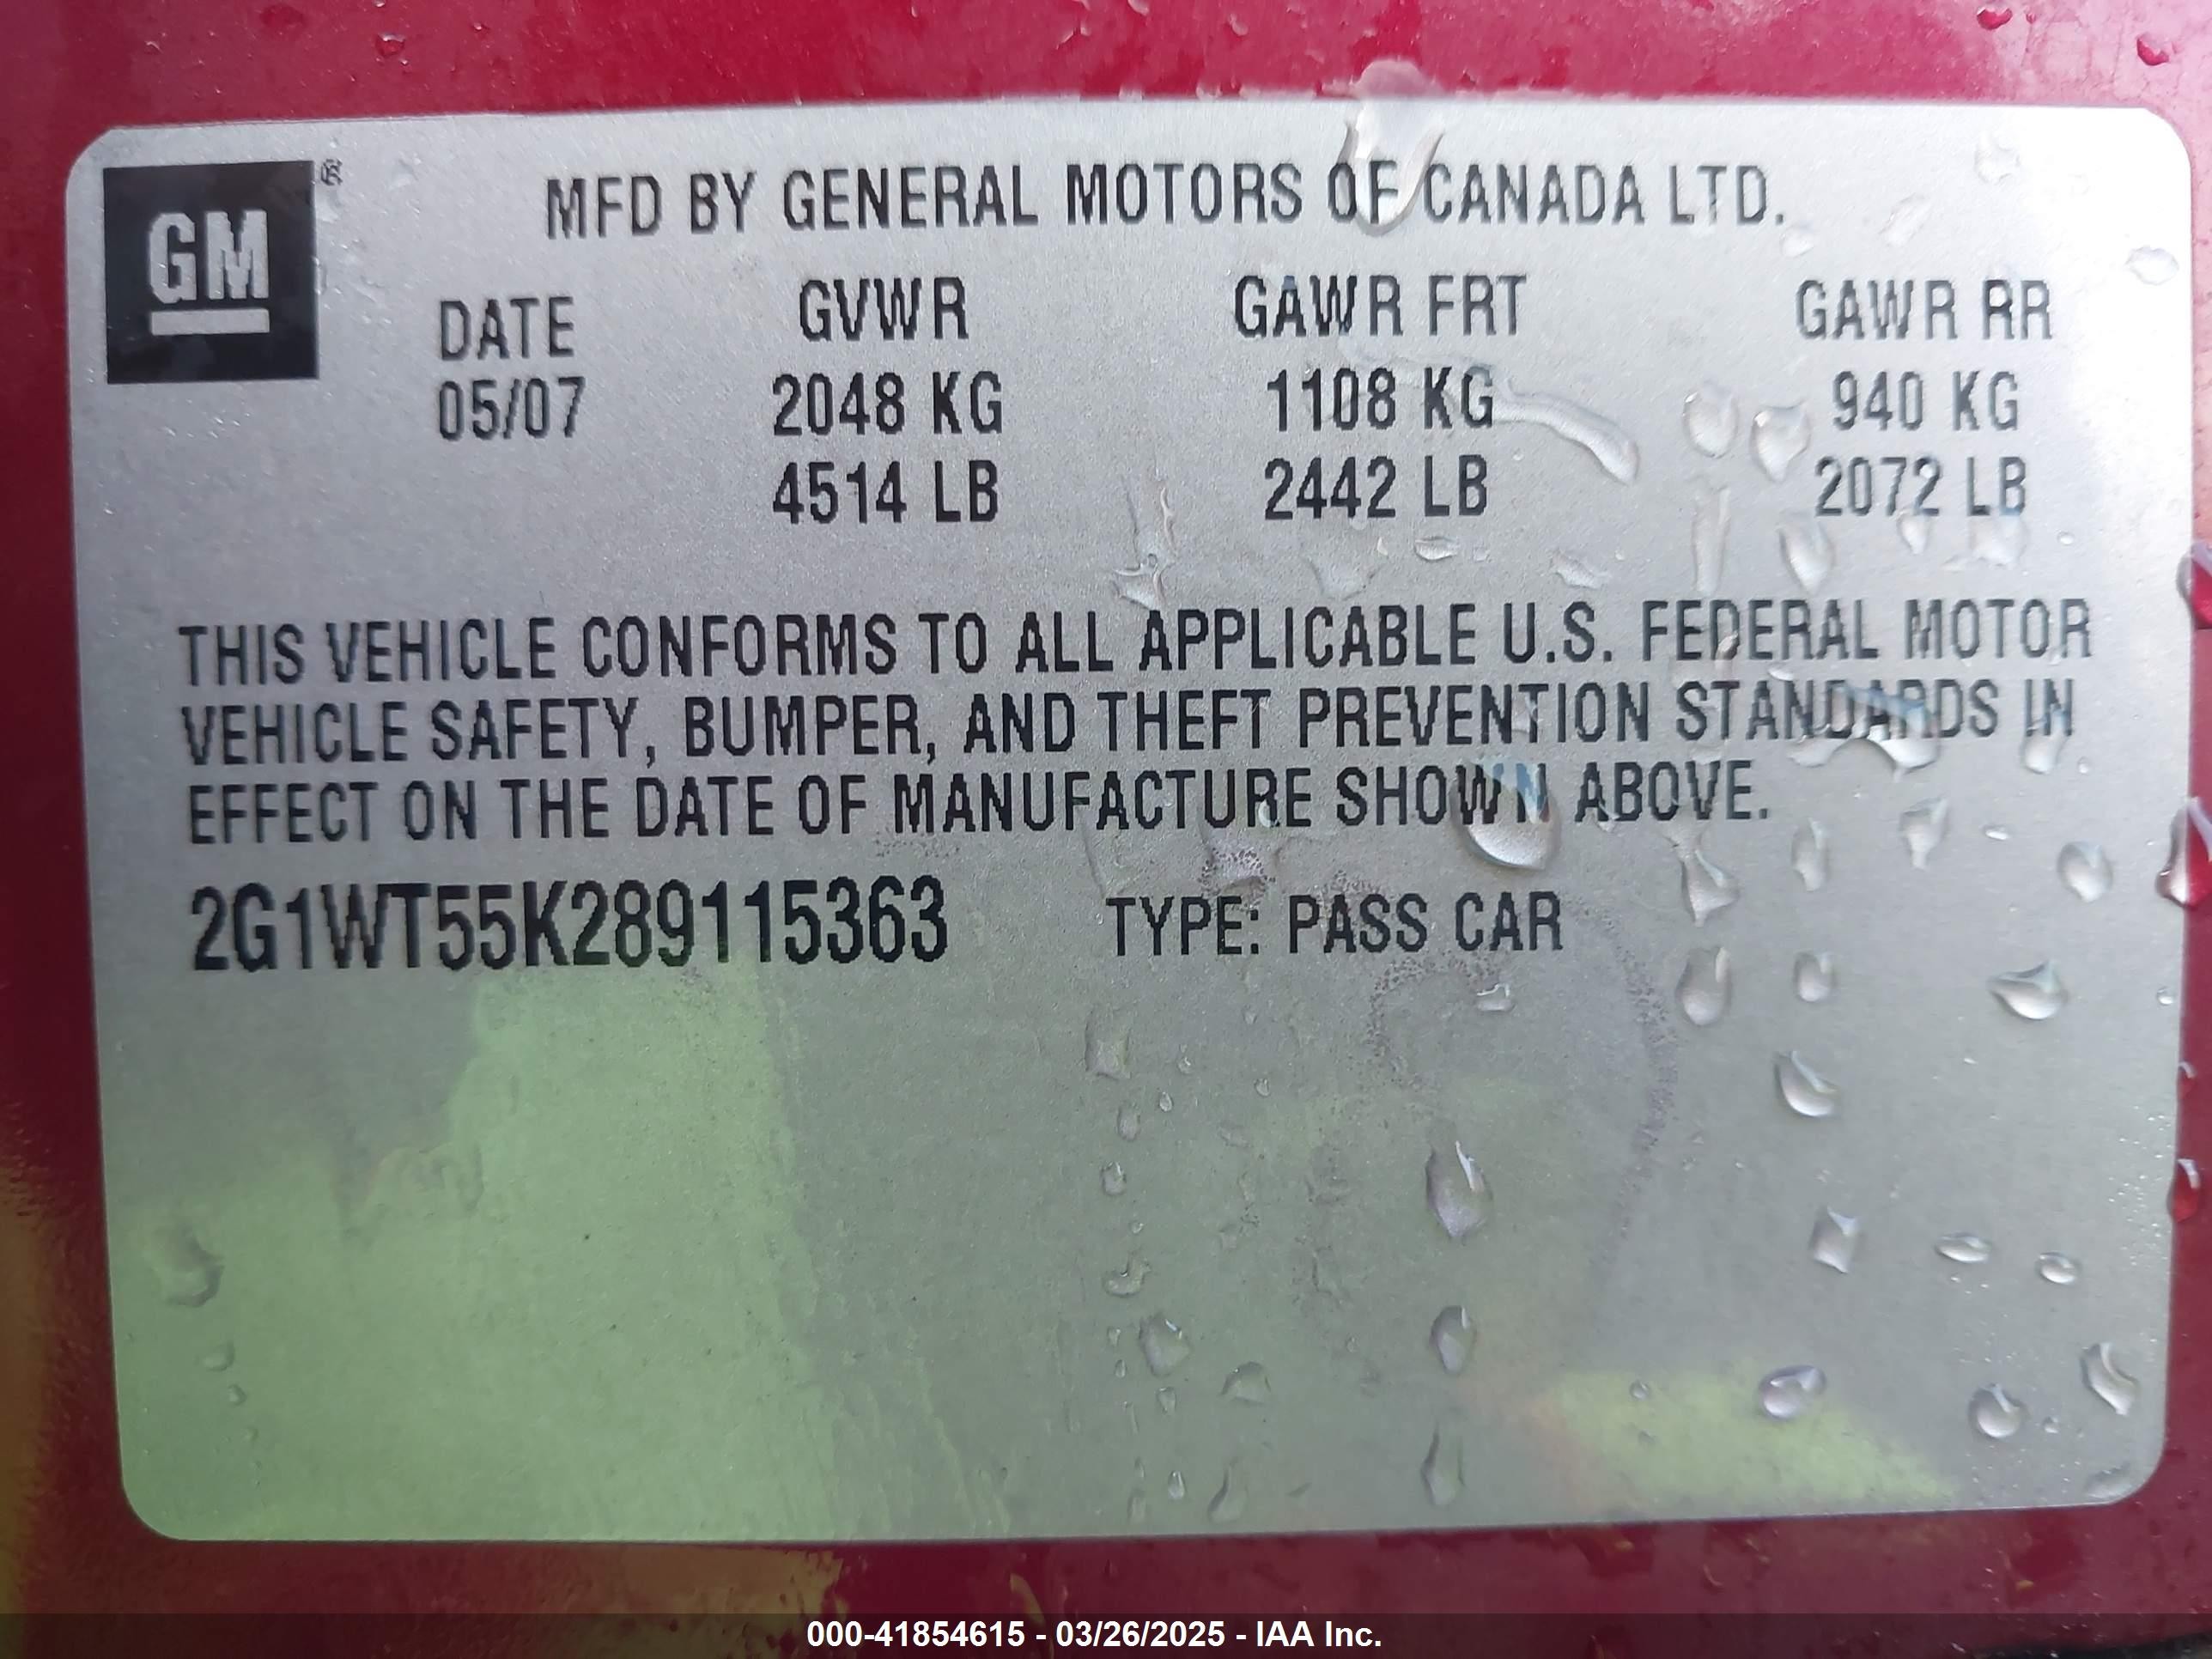 GM®
MFD BY GENERAL MOTORS OF CANADA LTD.
DATE GVWR GAWR FRT GAWR RR
05/07 2048 KG 1108 KG 940 KG
4514 LB 2442 LB 2072 LB
THIS VEHICLE CONFORMS TO ALL APPLICABLE U.S. FEDERAL MOTOR
VEHICLE SAFETY, BUMPER, AND THEFT PREVENTION STANDARDS IN
EFFECT ON THE DATE OF MANUFACTURE SHOWN ABOVE.
2G1WT55K289115363 TYPE: PASS CAR
000-41854615 - 03/26/2025 - IAA Inc.